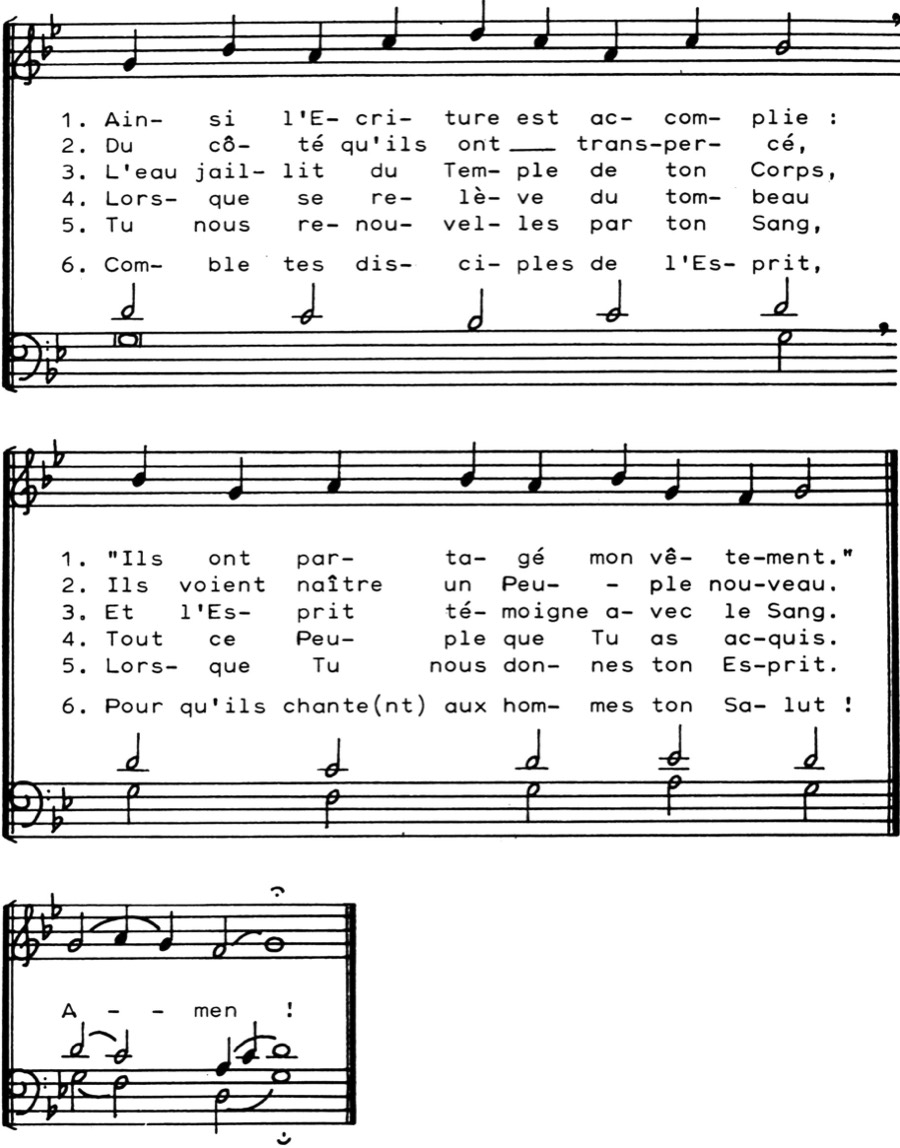 1. Ain- si l'E- cri- ture est ac- com- plie :
2. Du cô- té qu'ils ont ___ trans-per- cé,
3. L'eau jail- lit du Tem- ple de ton Corps,
4. Lors- que se re- lè- ve du tom- beau
5. Tu nous re- nou- vel- les par ton Sang,
6. Com- ble tes dis- ci- ples de l'Es- prit,
1. "Ils ont par- ta- gé mon vê- te-ment."
2. Ils voient naître un Peu- - ple nou-veau.
3. Et l'Es- prit té- moigne a- vec le Sang.
4. Tout ce Peu- ple que Tu as ac-quis.
5. Lors- que Tu nous don- nes ton Es-prit.
6. Pour qu'ils chante(nt) aux hom- mes ton Sa- lut !
A - - men !